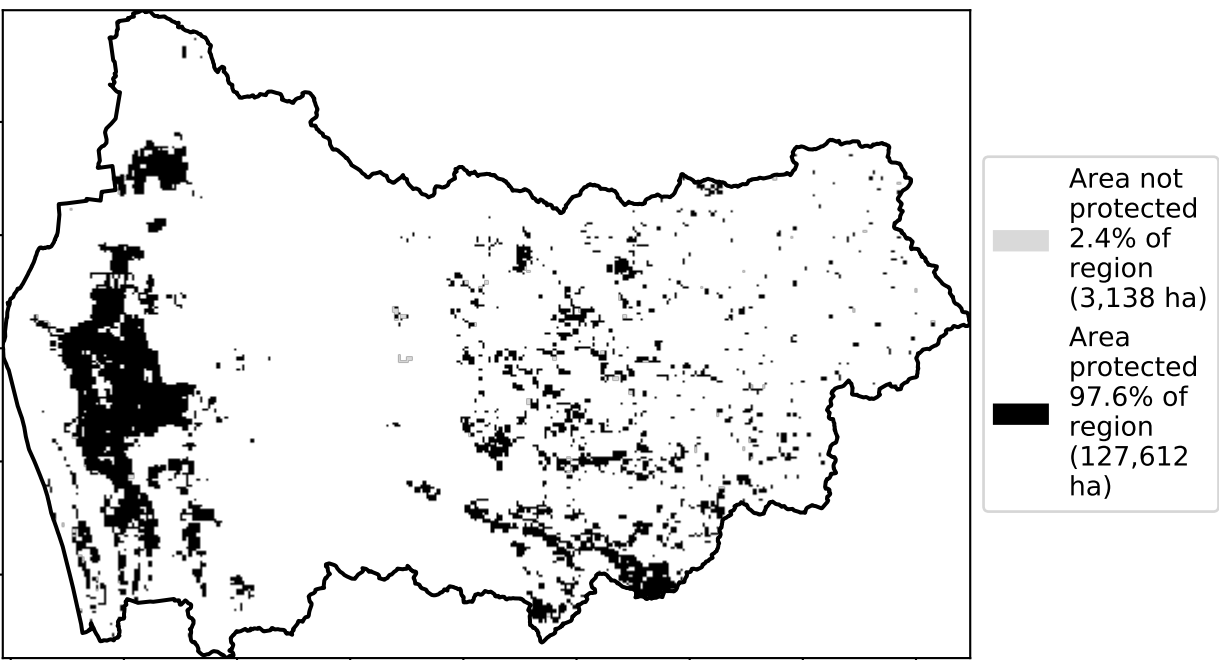 Area not
protected
2.4% of
region
(3,138 ha)
Area
protected
97.6% of
region
(127,612
ha)